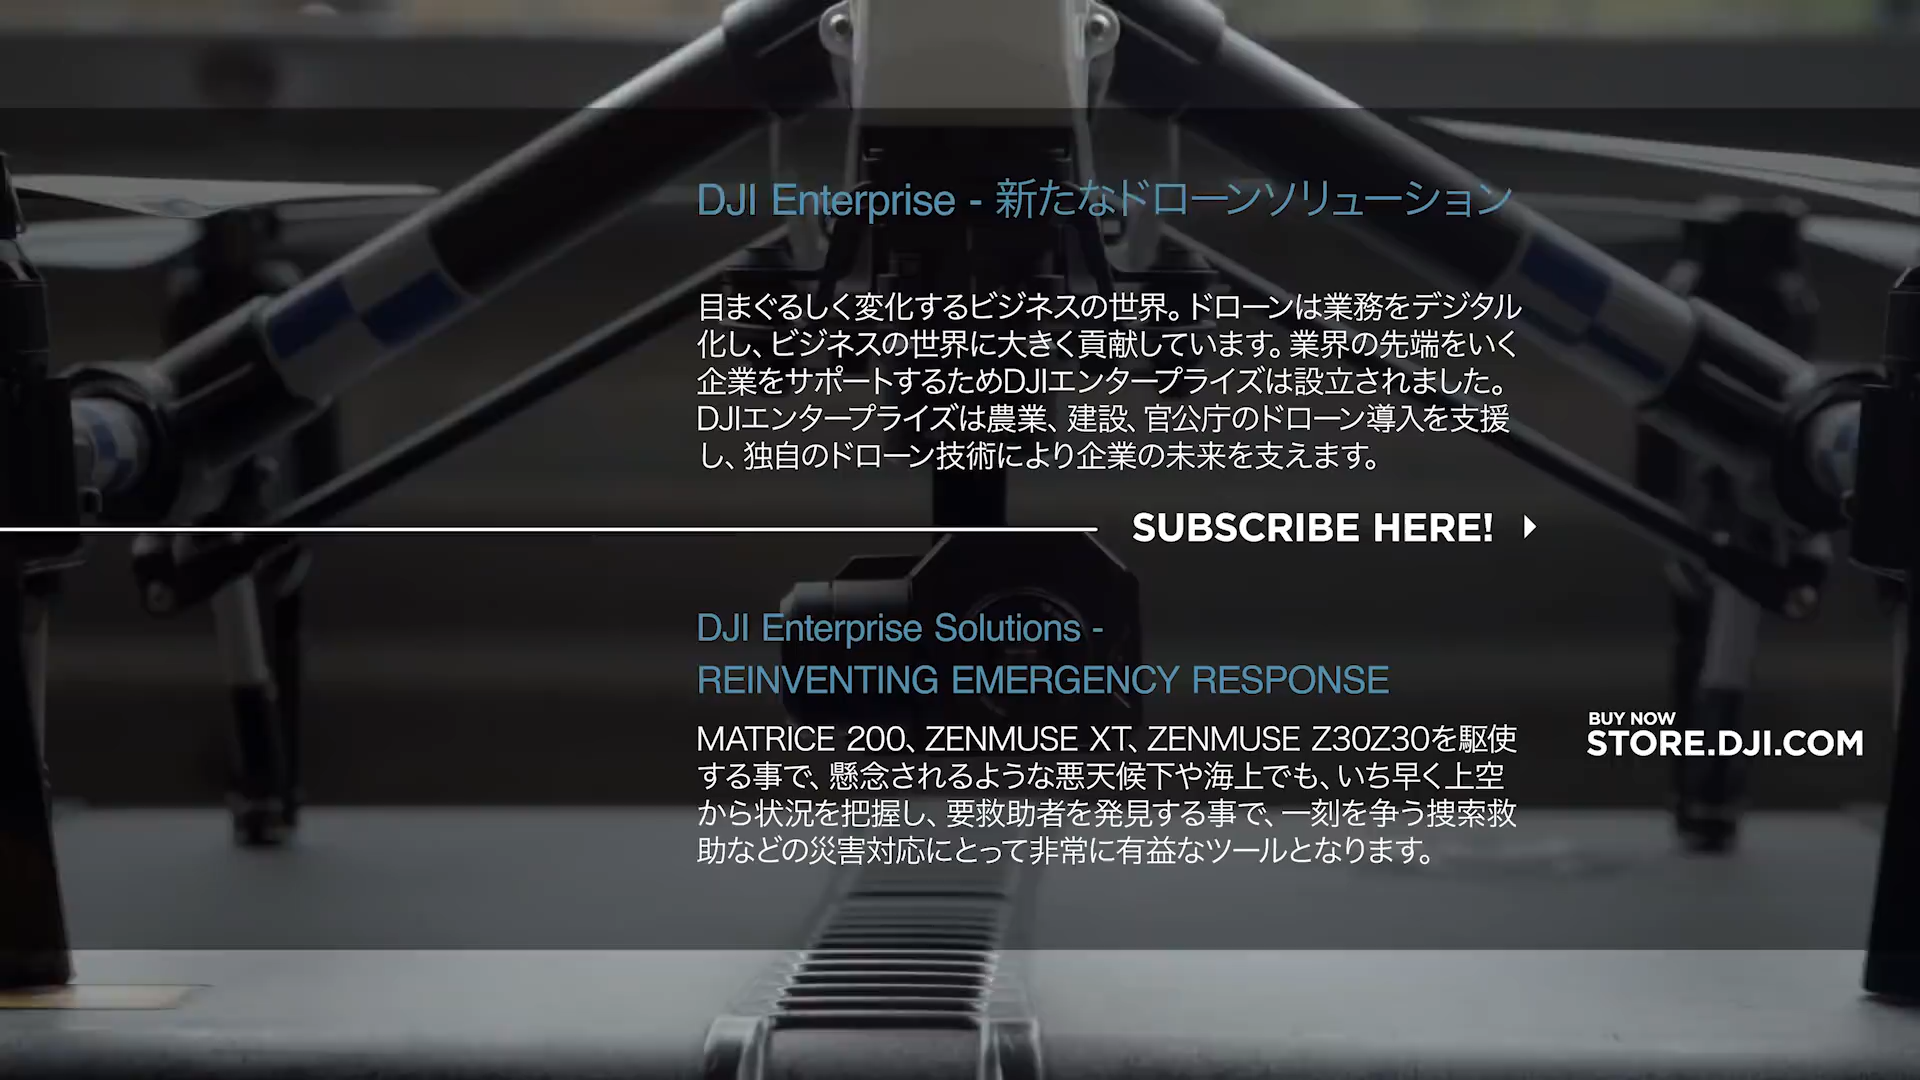 DJI Enterprise - 新たなドローンソリューション
目まぐるしく変化するビジネスの世界。ドローンは業務をデジタル
化し、ビジネスの世界に大きく貢献しています。業界の先端をいく
企業をサポートするためDJIエンタープライズは設立されました。
DJIエンタープライズは農業、建設、官公庁のドローン導入を支援
し、独自のドローン技術により企業の未来を支えます。
SUBSCRIBE HERE!
DJI Enterprise Solutions -
REINVENTING EMERGENCY RESPONSE
MATRICE 200、ZENMUSE XT、ZENMUSE Z30Z30を駆使
する事で、懸念されるような悪天候下や海上でも、いち早く上空
から状況を把握し、要救助者を発見する事で、一刻を争う捜索救
助などの災害対応にとって非常に有益なツールとなります。
BUY NOW
STORE.DJI.COM